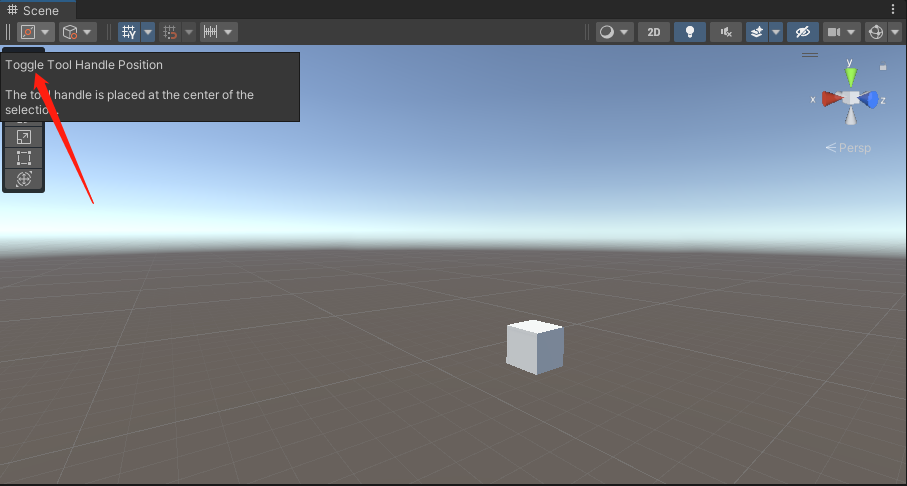 Scene
2D
Toggle Tool Handle Position
The tool handle is placed at the center of the
selection.
y
x
z
Persp